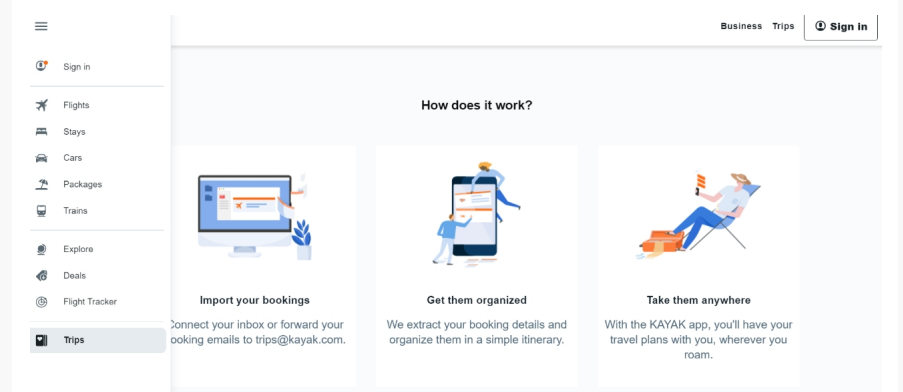 Business Trips Sign in
Sign in
Flights
Stays
Cars
Packages
Trains
Explore
Deals
Flight Tracker
Trips
How does it work?
Import your bookings
Connect your inbox or forward your
ooking emails to trips@kayak.com.
Get them organized
We extract your booking details and
organize them in a simple itinerary.
Take them anywhere
With the KAYAK app, you'll have your
travel plans with you, wherever you
roam.